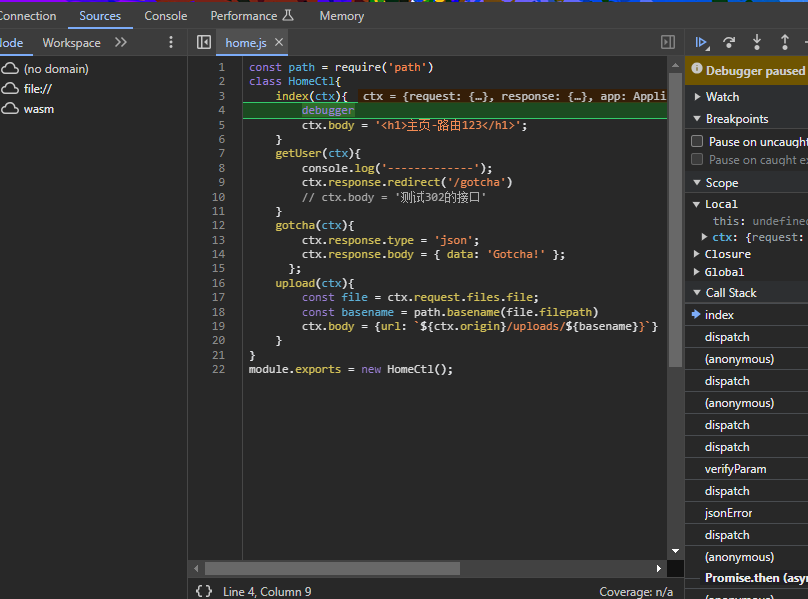 Connection Sources Console Performance Memory
Node Workspace
home.js
(no domain)
file://
wasm
1 const path = require('path')
2 class HomeCtl{
3 index(ctx){ ctx = {request: {…}, response: {…}, app: Appli
4 debugger
5 ctx.body = '<h1>主页-路由123</h1>';
6 }
7 getUser(ctx){
8 console.log('-------------');
9 ctx.response.redirect('/gotcha')
10 // ctx.body = '测试302的接口'
11 }
12 gotcha(ctx){
13 ctx.response.type = 'json';
14 ctx.response.body = { data: 'Gotcha!' };
15 };
16 upload(ctx){
17 const file = ctx.request.files.file;
18 const basename = path.basename(file.filepath)
19 ctx.body = {url: `${ctx.origin}/uploads/${basename}}`}
20 }
21 }
22 module.exports = new HomeCtl();
{} Line 4, Column 9 Coverage: n/a
Debugger paused
Watch
Breakpoints
Pause on uncaught
Pause on caught ex
Scope
Local
this: undefined
ctx: {request:
Closure
Global
Call Stack
index
dispatch
(anonymous)
dispatch
(anonymous)
dispatch
dispatch
verifyParam
dispatch
jsonError
dispatch
(anonymous)
Promise.then (asyn
(anonymous)